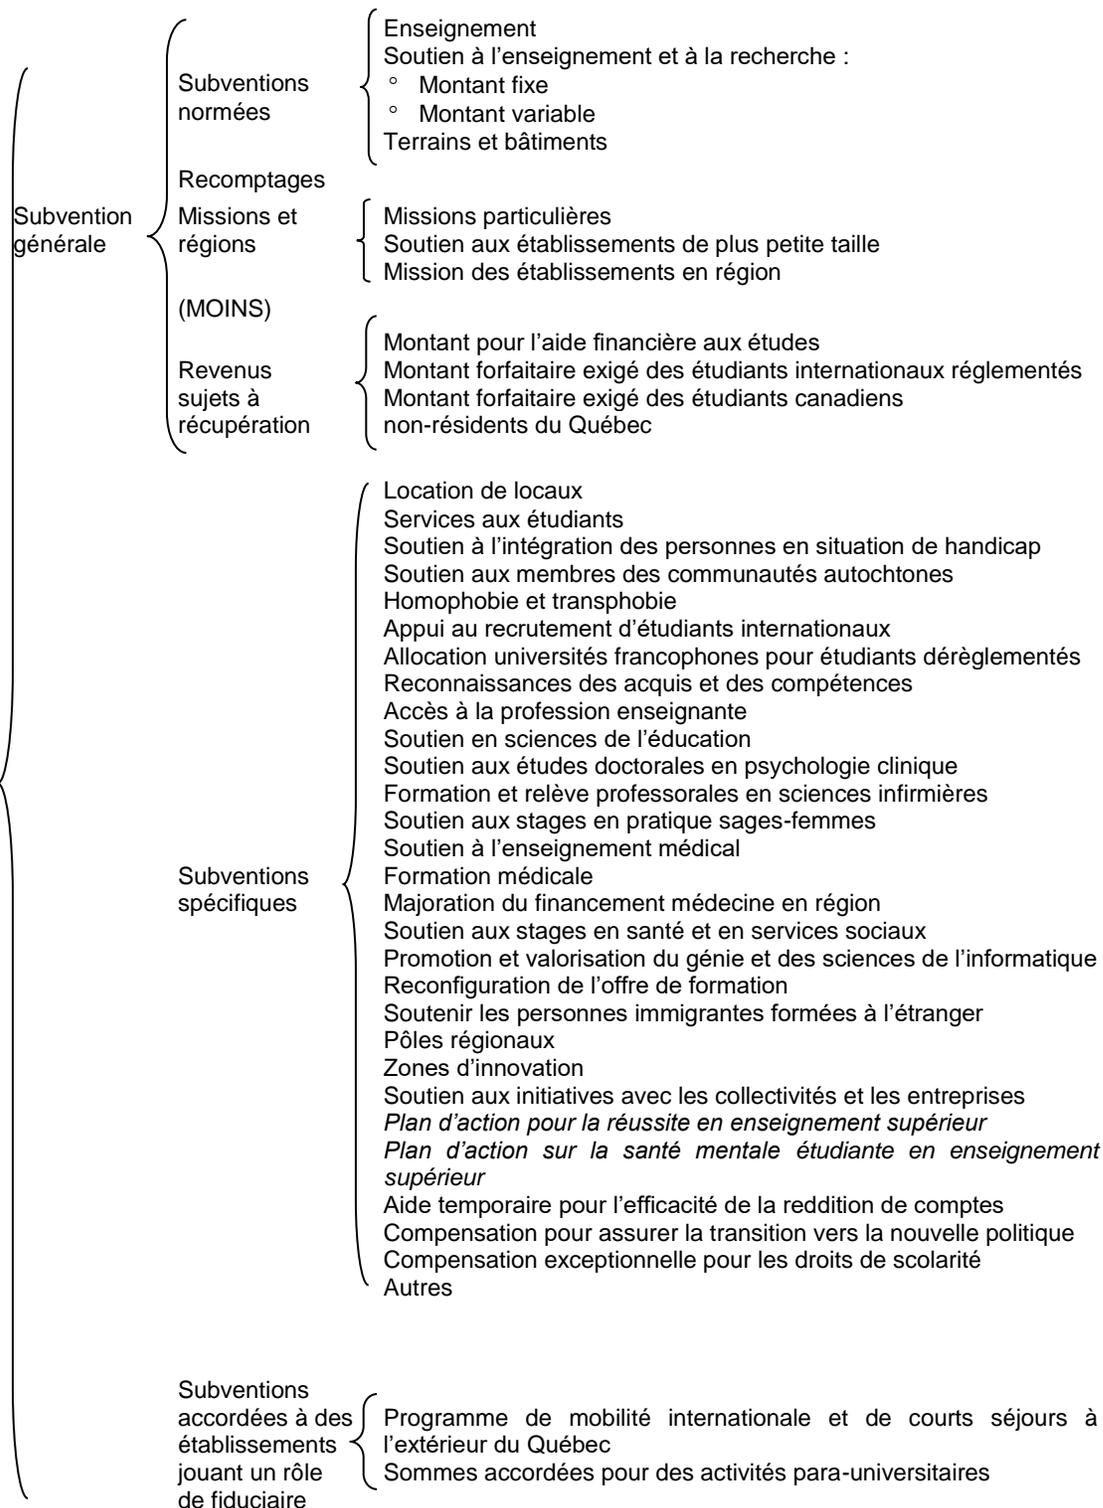 Subvention
générale
Subventions
normées
Enseignement
Soutien à l’enseignement et à la recherche :
° Montant fixe
° Montant variable
Terrains et bâtiments
Recomptages
Missions et
régions
Missions particulières
Soutien aux établissements de plus petite taille
Mission des établissements en région
(MOINS)
Revenus
sujets à
récupération
Montant pour l’aide financière aux études
Montant forfaitaire exigé des étudiants internationaux réglementés
Montant forfaitaire exigé des étudiants canadiens
non-résidents du Québec
Subventions
spécifiques
Location de locaux
Services aux étudiants
Soutien à l’intégration des personnes en situation de handicap
Soutien aux membres des communautés autochtones
Homophobie et transphobie
Appui au recrutement d’étudiants internationaux
Allocation universités francophones pour étudiants dérèglementés
Reconnaissances des acquis et des compétences
Accès à la profession enseignante
Soutien en sciences de l’éducation
Soutien aux études doctorales en psychologie clinique
Formation et relève professorales en sciences infirmières
Soutien aux stages en pratique sages-femmes
Soutien à l’enseignement médical
Formation médicale
Majoration du financement médecine en région
Soutien aux stages en santé et en services sociaux
Promotion et valorisation du génie et des sciences de l’informatique
Reconfiguration de l’offre de formation
Soutenir les personnes immigrantes formées à l’étranger
Pôles régionaux
Zones d’innovation
Soutien aux initiatives avec les collectivités et les entreprises
Plan d’action pour la réussite en enseignement supérieur
Plan d’action sur la santé mentale étudiante en enseignement
supérieur
Aide temporaire pour l’efficacité de la reddition de comptes
Compensation pour assurer la transition vers la nouvelle politique
Compensation exceptionnelle pour les droits de scolarité
Autres
Subventions
accordées à des
établissements
jouant un rôle
de fiduciaire
Programme de mobilité internationale et de courts séjours à
l’extérieur du Québec
Sommes accordées pour des activités para-universitaires